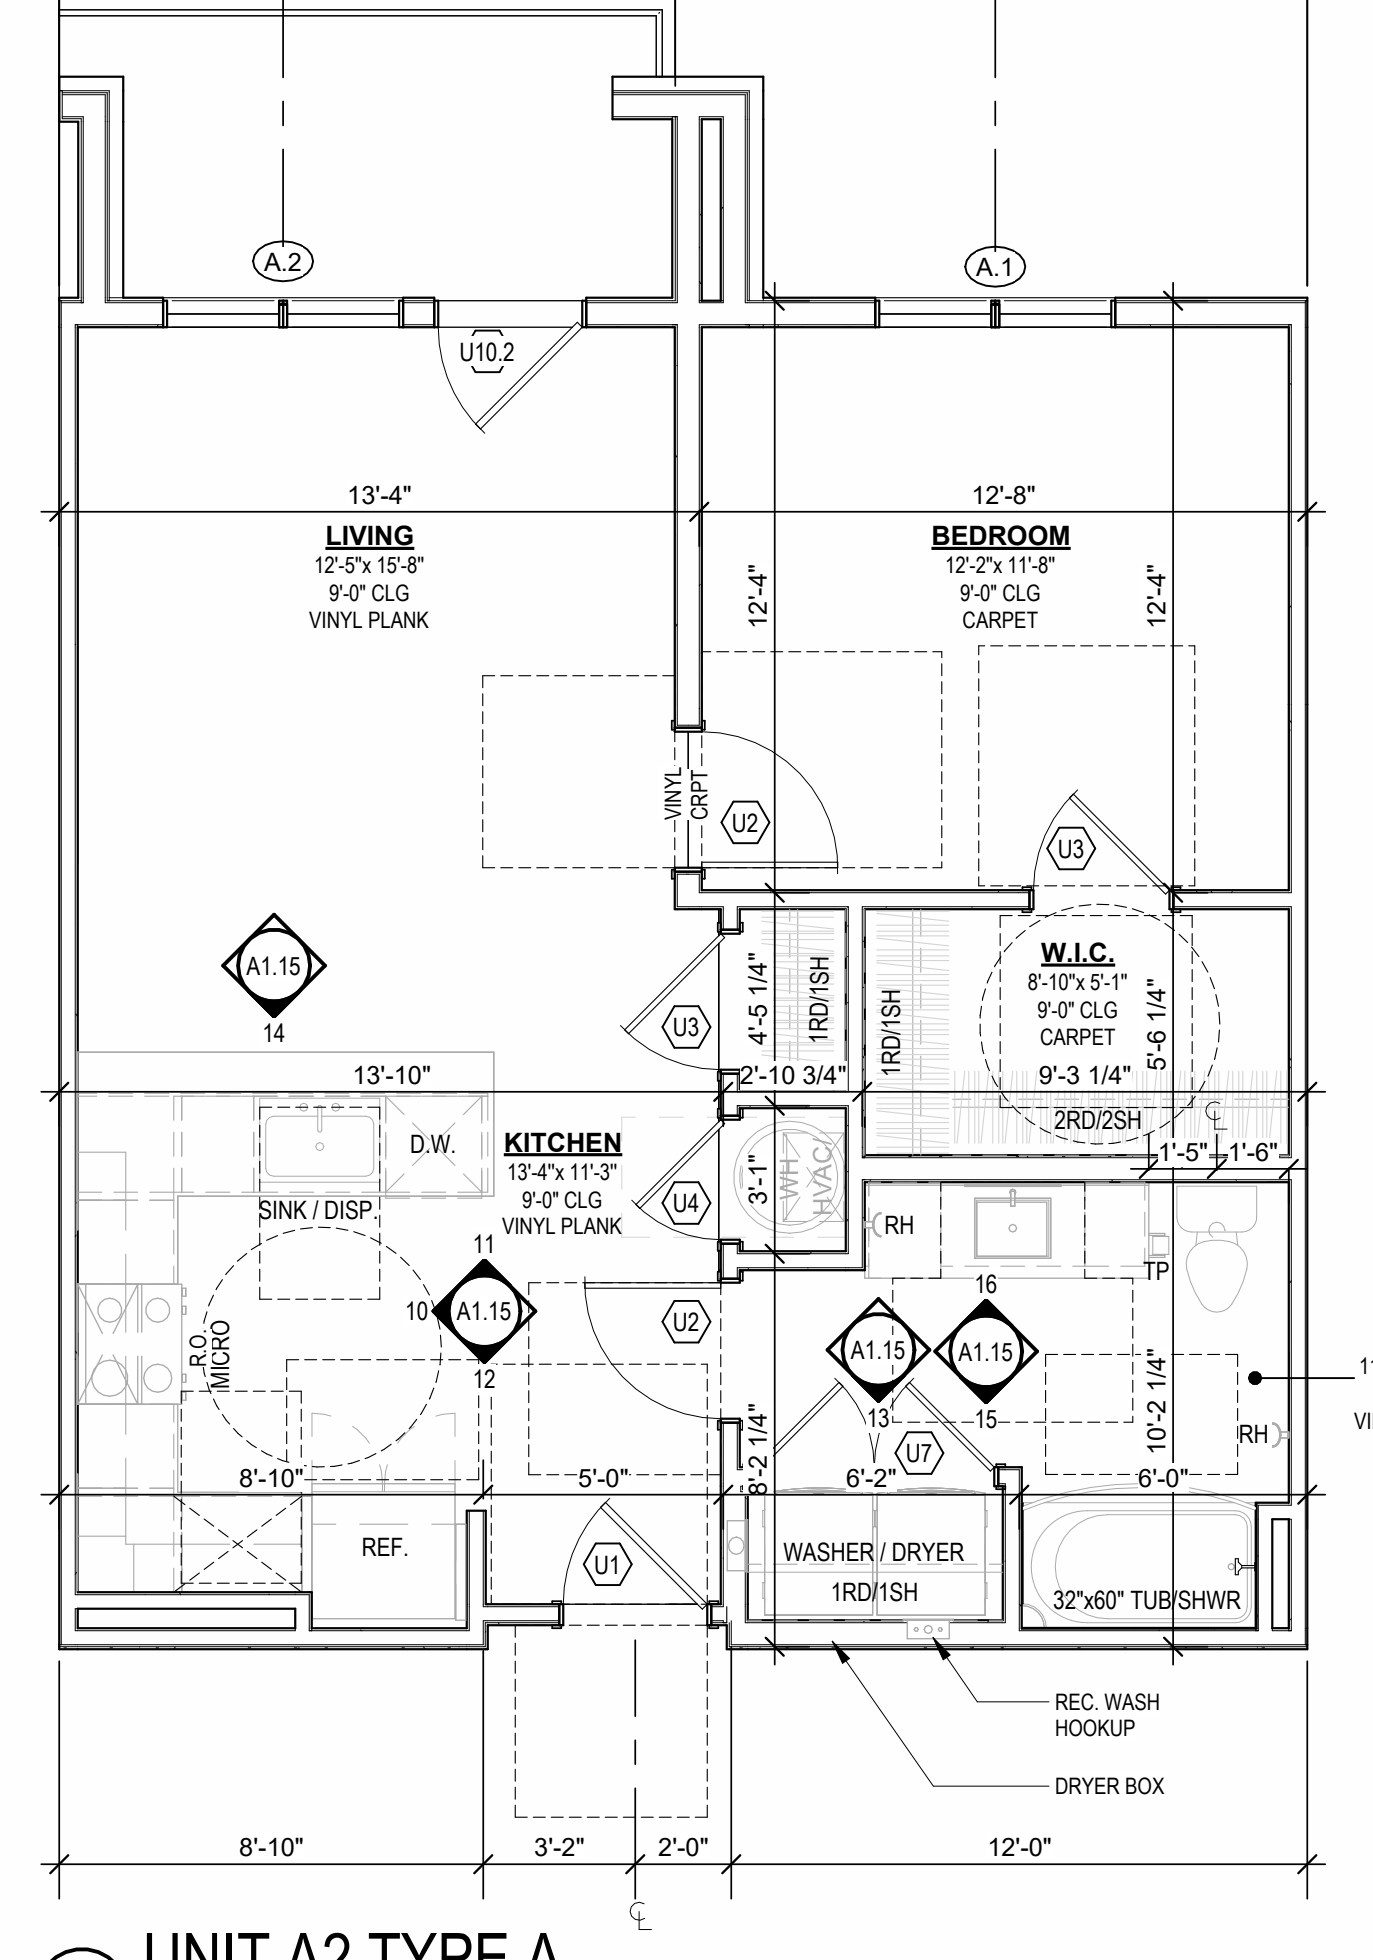 A.2
A.1
U10.2
13'-4"
12'-8"
LIVING
12'-5"x 15'-8"
9'-0" CLG
VINYL PLANK
BEDROOM
12'-2"x 11'-8"
9'-0" CLG
CARPET
12'-4"
12'-4"
VINYL
CRPT
U2
U3
A1.15
14
U3
4'-5 1/4"
1RD/1SH
1RD/1SH
W.I.C.
8'-10"x 5'-1"
9'-0" CLG
CARPET
5'-6 1/4"
13'-10"
2'-10 3/4"
9'-3 1/4"
2RD/2SH
1'-5"
1'-6"
D.W.
KITCHEN
13'-4"x 11'-3"
9'-0" CLG
VINYL PLANK
SINK / DISP.
U4
3'-1"
WH
HVAC/
RH
TP
11
10
A1.15
12
R.O.
MICRO
U2
16
A1.15
13
A1.15
15
U7
8'-2 1/4"
10'-2 1/4"
RH
8'-10"
5'-0"
6'-2"
6'-0"
REF.
U1
WASHER / DRYER
1RD/1SH
32"x60" TUB/SHWR
REC. WASH
HOOKUP
DRYER BOX
8'-10"
3'-2"
2'-0"
12'-0"
UNIT A2 TYPE A